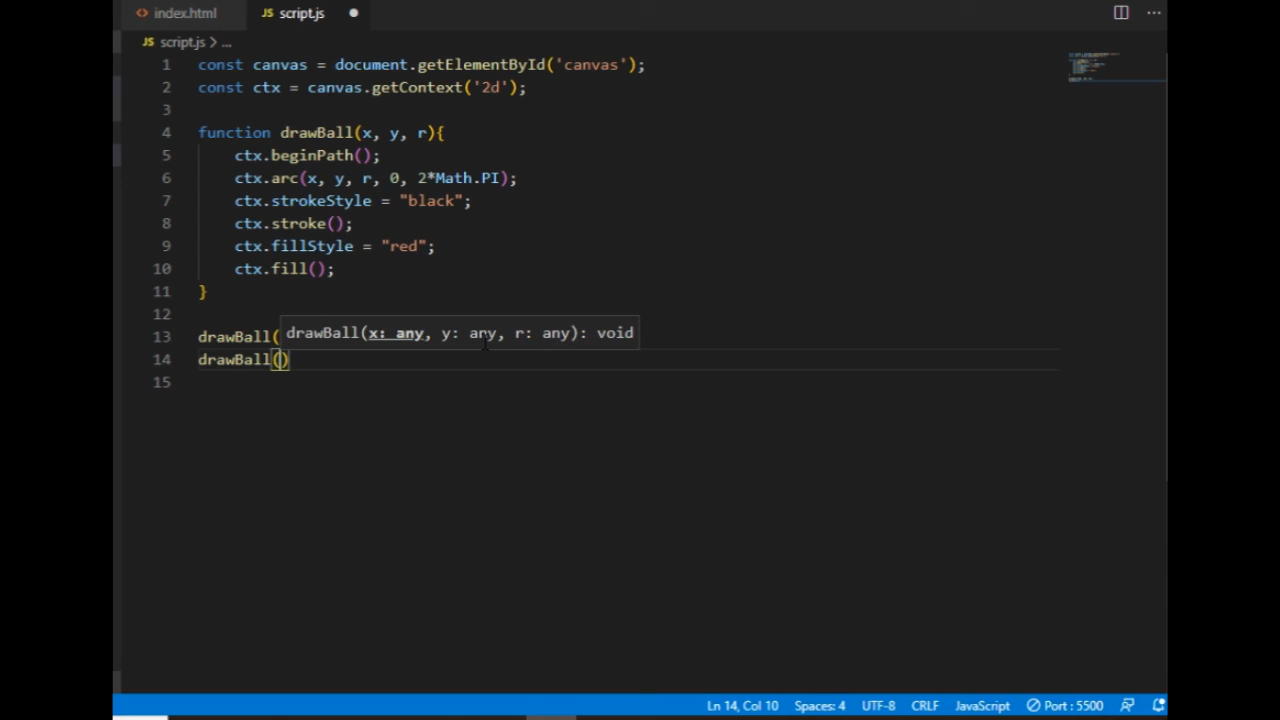 index.html
JS script.js
JS script.js > ...
1 const canvas = document.getElementById('canvas');
2 const ctx = canvas.getContext('2d');
3
4 function drawBall(x, y, r){
5 ctx.beginPath();
6 ctx.arc(x, y, r, 0, 2*Math.PI);
7 ctx.strokeStyle = "black";
8 ctx.stroke();
9 ctx.fillStyle = "red";
10 ctx.fill();
11 }
12
13 drawBall(
drawBall(x: any, y: any, r: any): void
14 drawBall()
15
Ln 14, Col 10 Spaces: 4 UTF-8 CRLF JavaScript Port : 5500